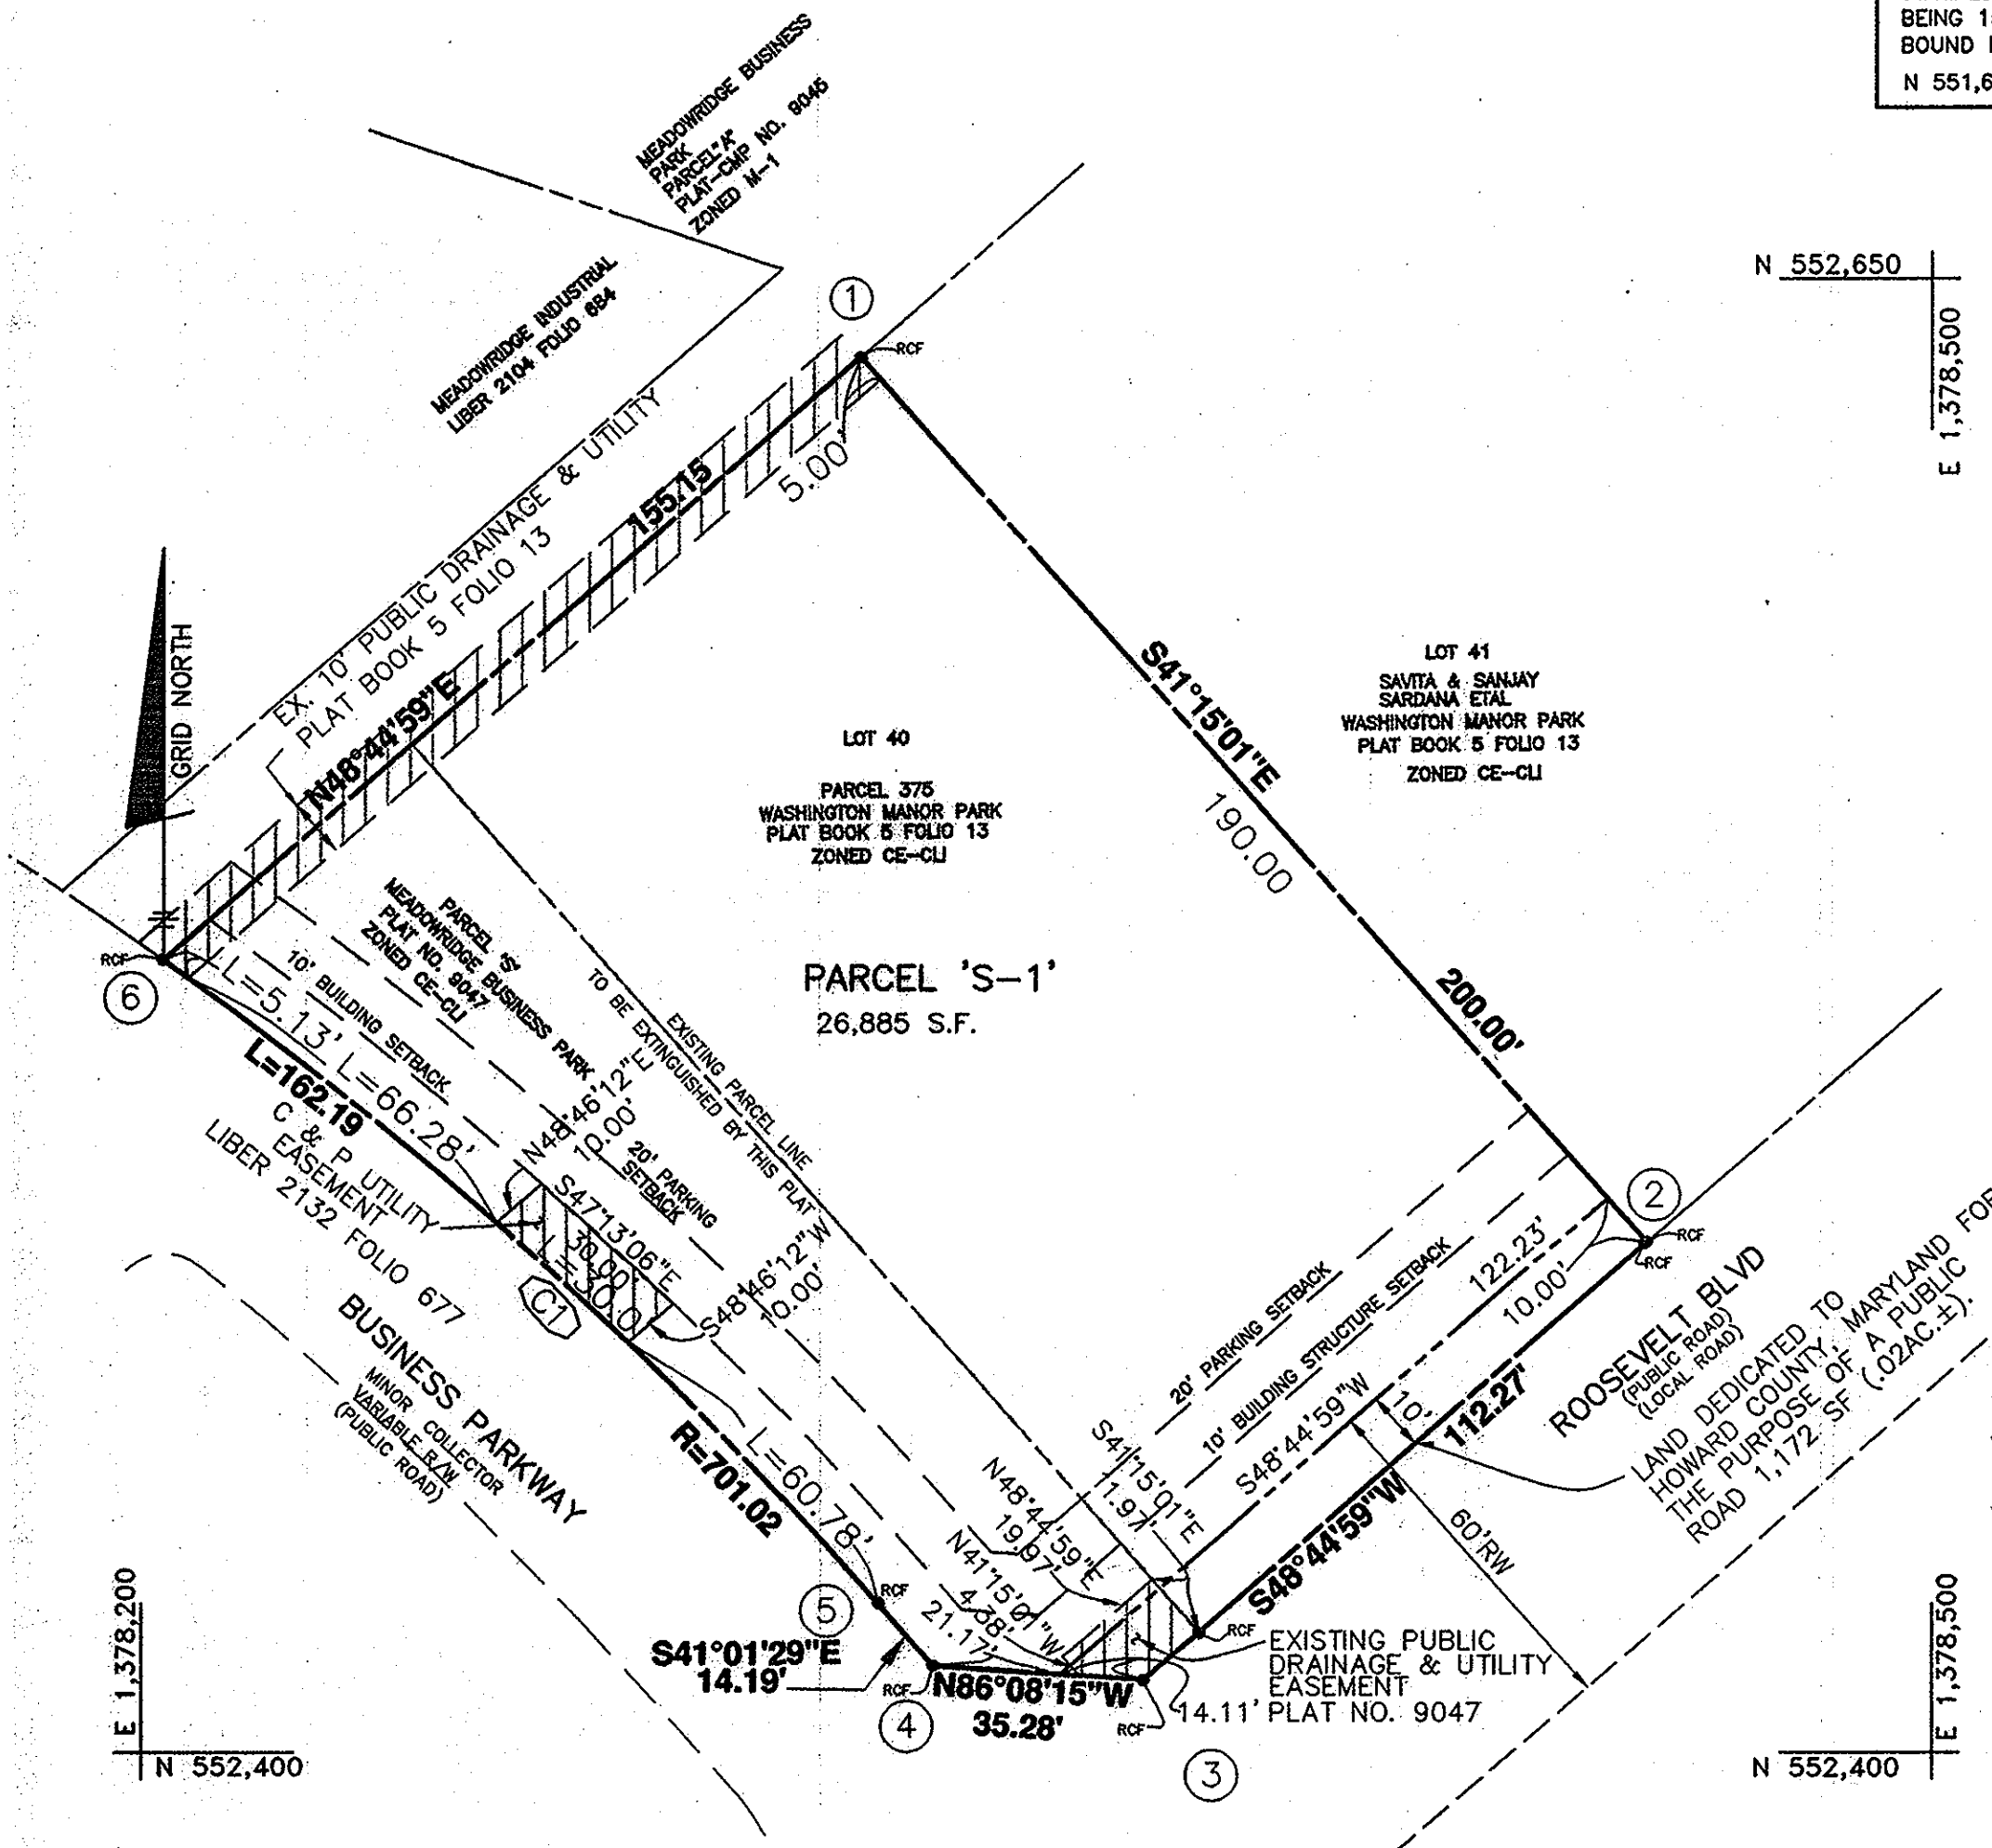 BEING 1
BOUND
N 551,6
MEADOWRIDGE BUSINESS
PARK
PARCEL "A"
PLAT-CMP NO. 9046
ZONED M-1
MEADOWRIDGE INDUSTRIAL
LIBER 2104 FOLIO 684
N 552,650
E 1,378,500
1
RCF
EX. 10' PUBLIC DRAINAGE & UTILITY
PLAT BOOK 5 FOLIO 13
155.15
5.00'
N48°44'59"E
GRID NORTH
LOT 40
PARCEL 375
WASHINGTON MANOR PARK
PLAT BOOK 5 FOLIO 13
ZONED CE-CLI
S41°15'01"E
190.00
200.00'
LOT 41
SAVITA & SANJAY
SARDANA ETAL
WASHINGTON MANOR PARK
PLAT BOOK 5 FOLIO 13
ZONED CE-CLI
PARCEL 'S'
MEADOWRIDGE BUSINESS PARK
PLAT NO. 9047
ZONED CE-CLI
PARCEL 'S-1'
26,885 S.F.
RCF
6
L=5.13'
10' BUILDING SETBACK
L=162.19
L=66.28'
C & P UTILITY
EASEMENT
LIBER 2132 FOLIO 677
EXISTING PARCEL LINE
TO BE EXTINGUISHED BY THIS PLAT
N48°46'12"E
10.00'
20' PARKING
SETBACK
S47°13'06"E
30.00'
L=30.0
S48°46'12"W
10.00'
C1
BUSINESS PARKWAY
MINOR COLLECTOR
VARIABLE R/W
(PUBLIC ROAD)
R=701.02
L=60.78'
2
RCF
RCF
122.23'
10.00'
20' PARKING SETBACK
10' BUILDING STRUCTURE SETBACK
S48°44'59"W
10'
112.27'
S48°44'59"W
60'RW
ROOSEVELT BLVD
(PUBLIC ROAD)
(LOCAL ROAD)
LAND DEDICATED TO
HOWARD COUNTY, MARYLAND FOR
THE PURPOSE OF A PUBLIC
ROAD 1,172 SF (.02AC.±).
S41°15'01"E
1.97'
N48°44'59"E
19.97'
N41°15'01"W
4.38'
21.17'
5
RCF
S41°01'29"E
14.19'
RCF
4
N86°08'15"W
35.28'
RCF
RCF
14.11'
3
EXISTING PUBLIC
DRAINAGE & UTILITY
EASEMENT
PLAT NO. 9047
E 1,378,200
N 552,400
E 1,378,500
N 552,400